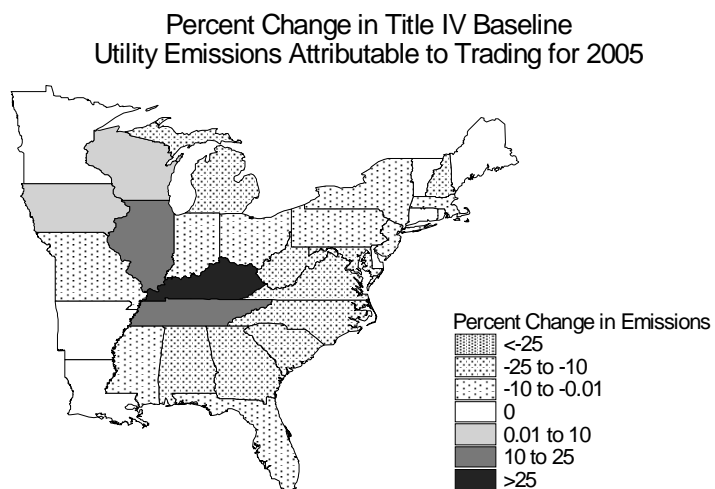 Percent Change in Title IV Baseline
Utility Emissions Attributable to Trading for 2005
Percent Change in Emissions
<-25
-25 to -10
-10 to -0.01
0
0.01 to 10
10 to 25
>25